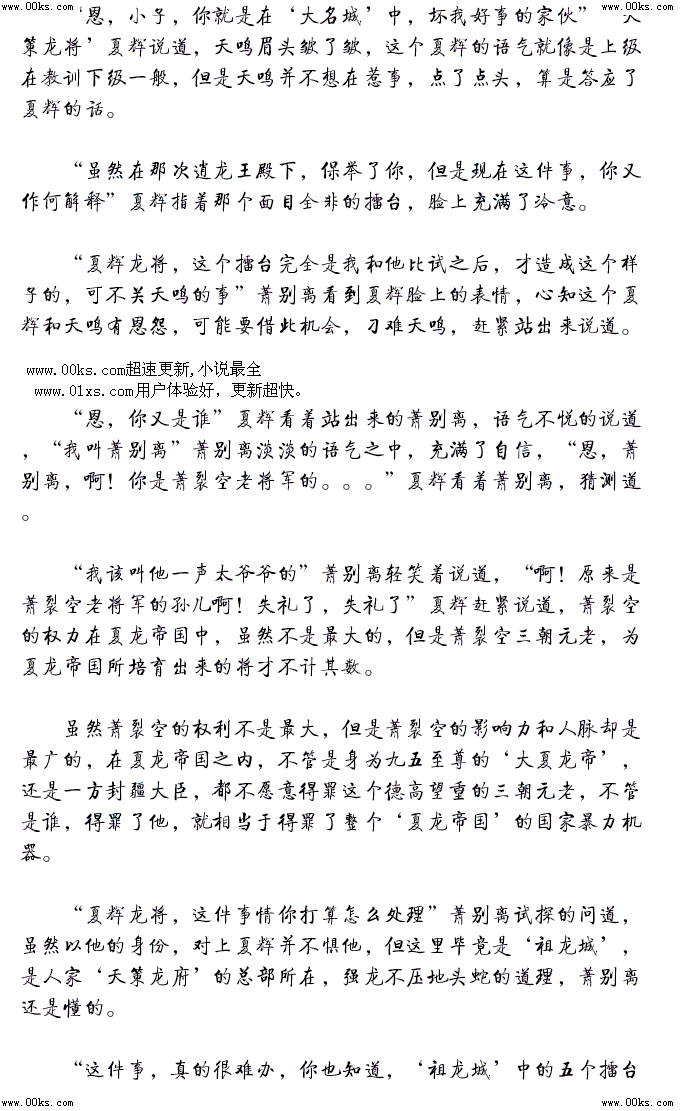 www.00ks.com www.00ks.com
“恩，小子，你就是在‘大名城’中，坏我好事的家伙” ‘天
策龙将’夏辉说道，天鸣眉头皱了皱，这个夏辉的语气就像是上级
在教训下级一般，但是天鸣并不想在惹事，点了点头，算是答应了
夏辉的话。
“虽然在那次逍龙王殿下，保举了你，但是现在这件事，你又
作何解释”夏辉指着那个面目全非的擂台，脸上充满了冷意。
“夏辉龙将，这个擂台完全是我和他比试之后，才造成这个样
子的，可不关天鸣的事”萧别离看到夏辉脸上的表情，心知这个夏
辉和天鸣有恩怨，可能要借此机会，刁难天鸣，赶紧站出来说道。
www.00ks.com超速更新,小说最全
www.01xs.com用户体验好，更新超快。
“恩，你又是谁”夏辉看着站出来的萧别离，语气不悦的说道
，“我叫萧别离”萧别离淡淡的语气之中，充满了自信，“恩，萧
别离，啊！你是萧裂空老将军的。。。”夏辉看着萧别离，猜测道
。
“我该叫他一声太爷爷的”萧别离轻笑着说道，“啊！原来是
萧裂空老将军的孙儿啊！失礼了，失礼了”夏辉赶紧说道，萧裂空
的权力在夏龙帝国中，虽然不是最大的，但是萧裂空三朝元老，为
夏龙帝国所培育出来的将才不计其数。
虽然萧裂空的权利不是最大，但是萧裂空的影响力和人脉却是
最广的，在夏龙帝国之内，不管是身为九五至尊的‘大夏龙帝’，
还是一方封疆大臣，都不愿意得罪这个德高望重的三朝元老，不管
是谁，得罪了他，就相当于得罪了整个‘夏龙帝国’的国家暴力机
器。
“夏辉龙将，这件事情你打算怎么处理”萧别离试探的问道，
虽然以他的身份，对上夏辉并不惧他，但这里毕竟是‘祖龙城’，
是人家‘天策龙府’的总部所在，强龙不压地头蛇的道理，萧别离
还是懂的。
“这件事，真的很难办，你也知道，‘祖龙城’中的五个擂台
www.00ks.com www.00ks.com